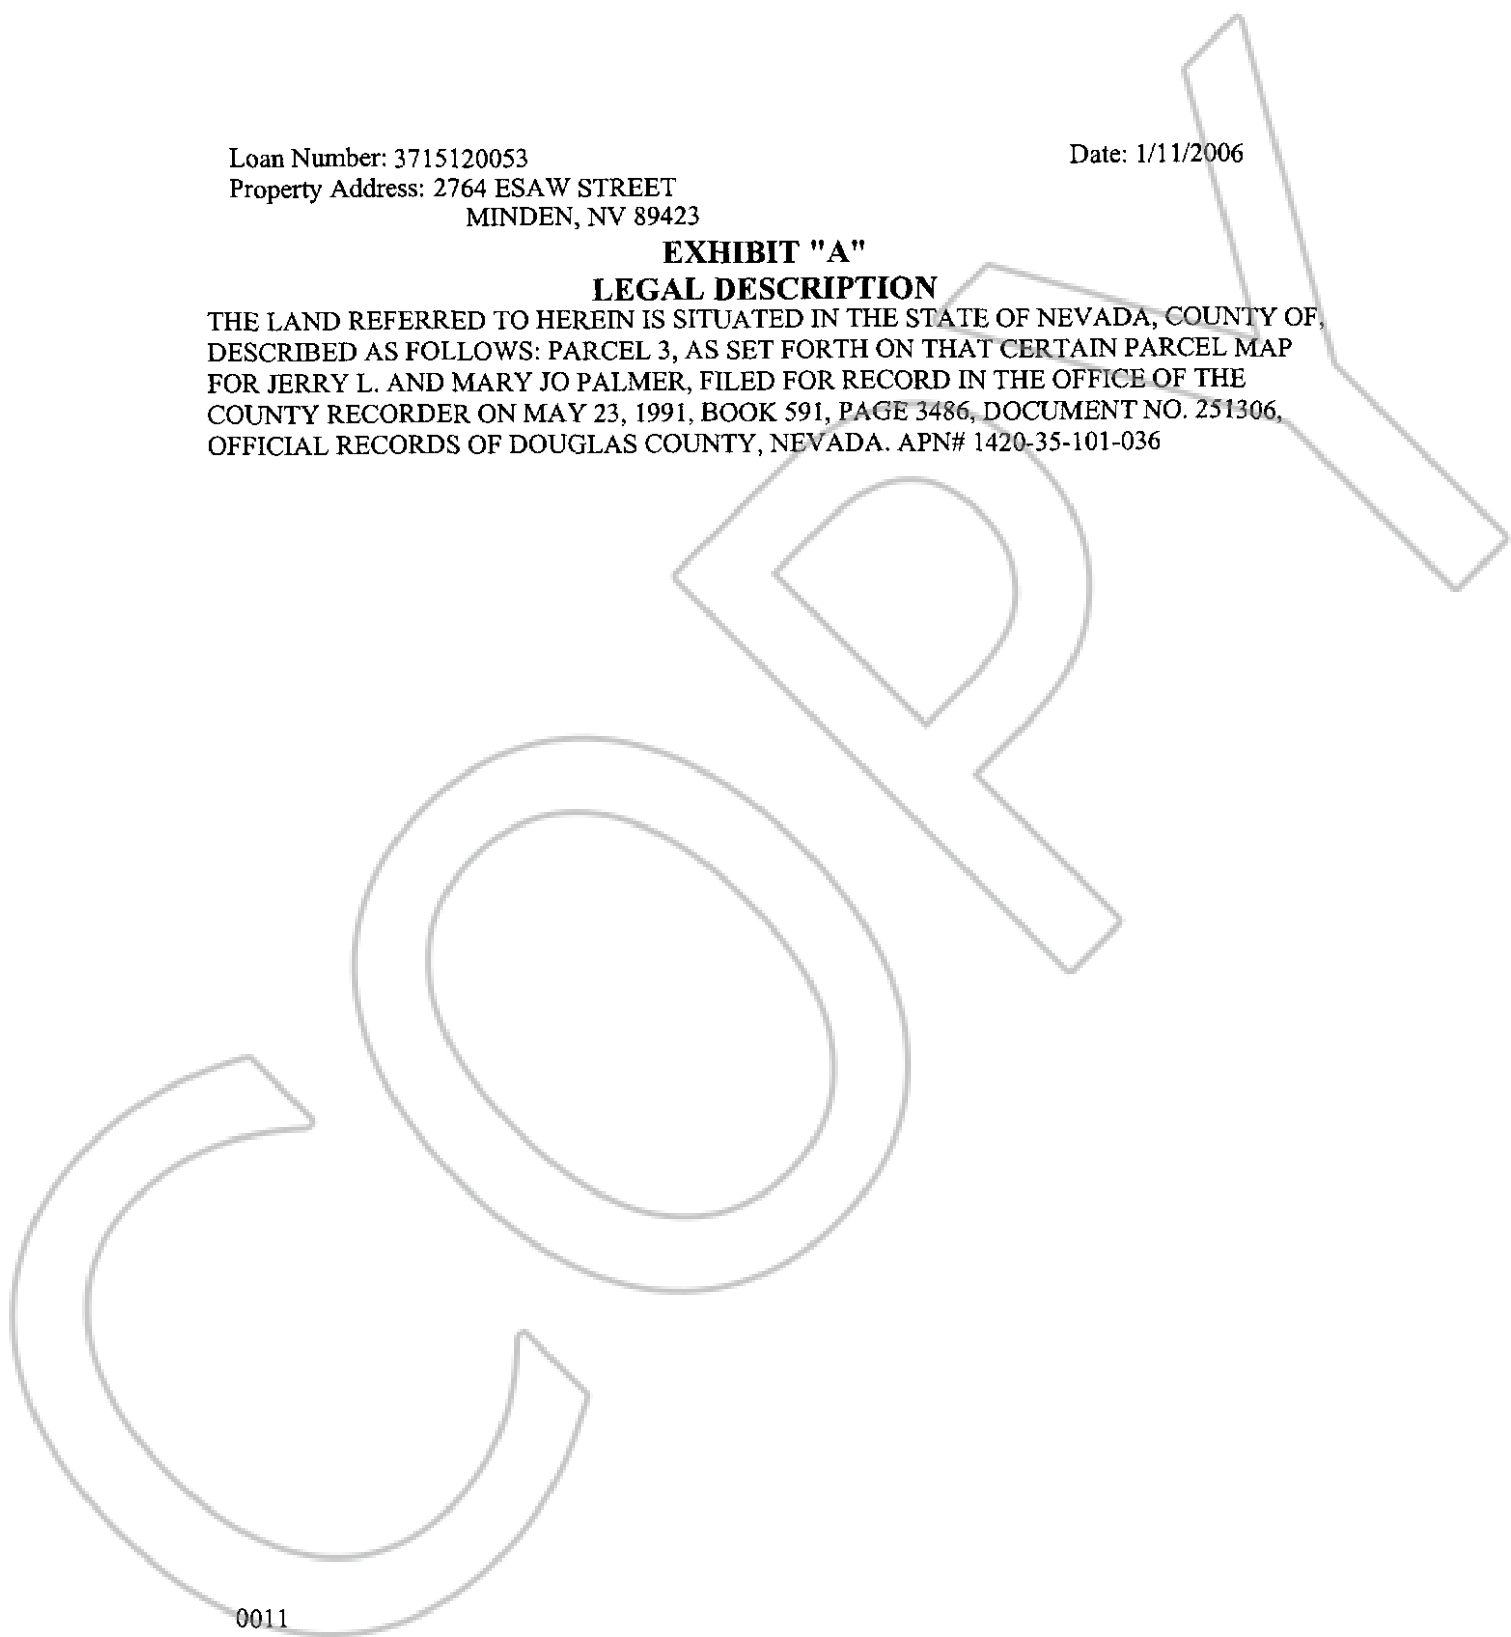 Loan Number: 3715120053 Date: 1/11/2006
Property Address: 2764 ESAW STREET
MINDEN, NV 89423
EXHIBIT "A"
LEGAL DESCRIPTION
THE LAND REFERRED TO HEREIN IS SITUATED IN THE STATE OF NEVADA, COUNTY OF,
DESCRIBED AS FOLLOWS: PARCEL 3, AS SET FORTH ON THAT CERTAIN PARCEL MAP
FOR JERRY L. AND MARY JO PALMER, FILED FOR RECORD IN THE OFFICE OF THE
COUNTY RECORDER ON MAY 23, 1991, BOOK 591, PAGE 3486, DOCUMENT NO. 251306,
OFFICIAL RECORDS OF DOUGLAS COUNTY, NEVADA. APN# 1420-35-101-036
COPY
0011